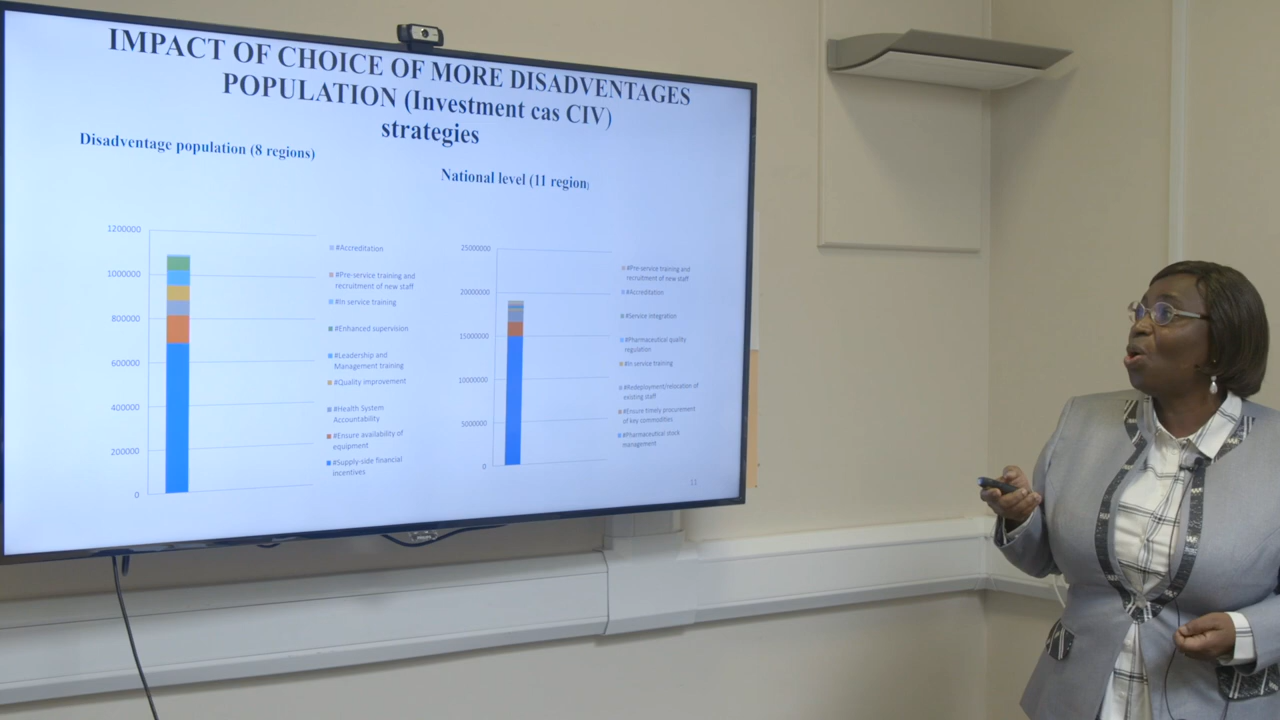 IMPACT OF CHOICE OF MORE DISADVENTAGES
POPULATION (Investment cas CIV)
strategies
Disadventage population (8 regions)
1200000
1000000
800000
600000
400000
200000
0
#Accreditation
#Pre-service training and
recruitment of new staff
#In service training
#Enhanced supervision
#Leadership and
Management training
#Quality improvement
#Health System
Accountability
#Ensure availability of
equipment
#Supply-side financial
incentives
National level (11 region)
25000000
20000000
15000000
10000000
5000000
0
#Pre-service training and
recruitment of new staff
#Accreditation
#Service integration
#Pharmaceutical quality
regulation
#In service training
#Redeployment/relocation of
existing staff
#Ensure timely procurement
of key commodities
#Pharmaceutical stock
management